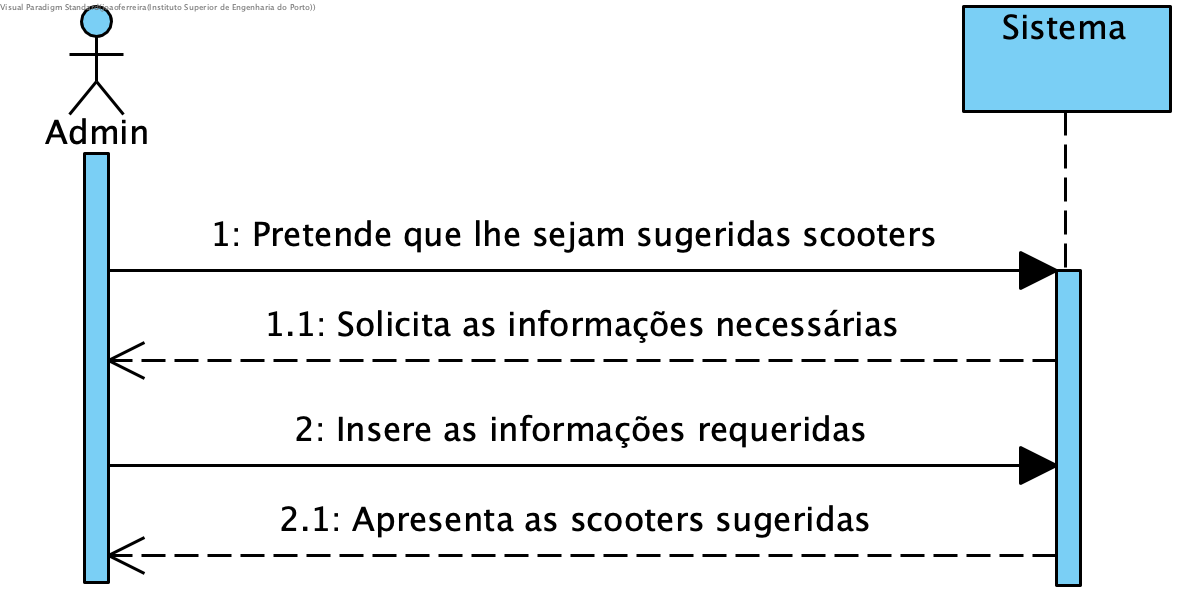 Visual Paradigm Standard(joaoferreira(Instituto Superior de Engenharia do Porto))
Sistema
Admin
1: Pretende que lhe sejam sugeridas scooters
1.1: Solicita as informações necessárias
2: Insere as informações requeridas
2.1: Apresenta as scooters sugeridas